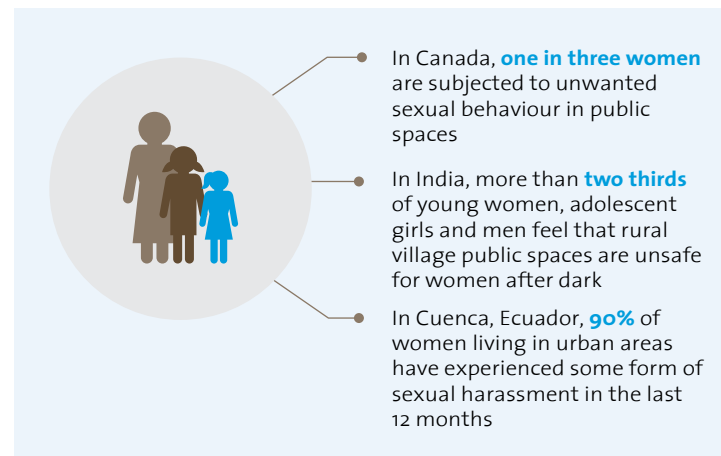 In Canada, one in three women
are subjected to unwanted
sexual behaviour in public
spaces
In India, more than two thirds
of young women, adolescent
girls and men feel that rural
village public spaces are unsafe
for women after dark
In Cuenca, Ecuador, 90% of
women living in urban areas
have experienced some form of
sexual harassment in the last
12 months